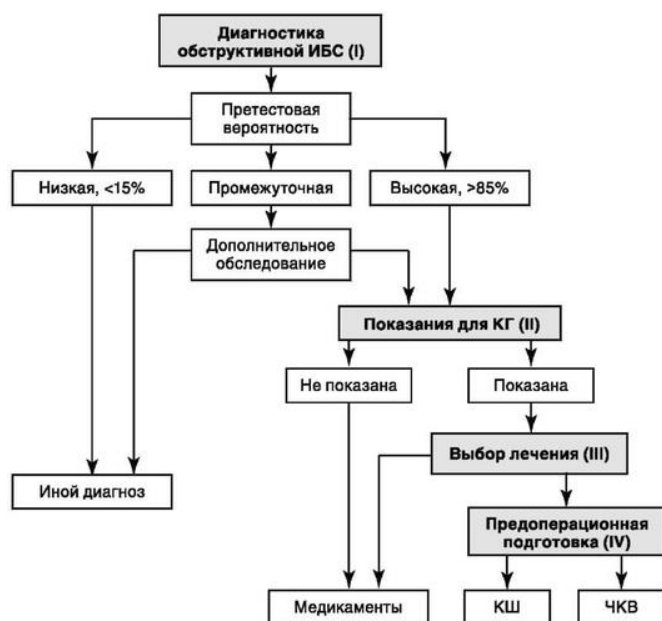 Диагностика
обструктивной ИБС (I)
Претестовая
вероятность
Низкая, <15%
Промежуточная
Высокая, >85%
Дополнительное
обследование
Показания для КГ (II)
Не показана
Показана
Выбор лечения (III)
Иной диагноз
Предоперационная
подготовка (IV)
Медикаменты
КШ
ЧКВ